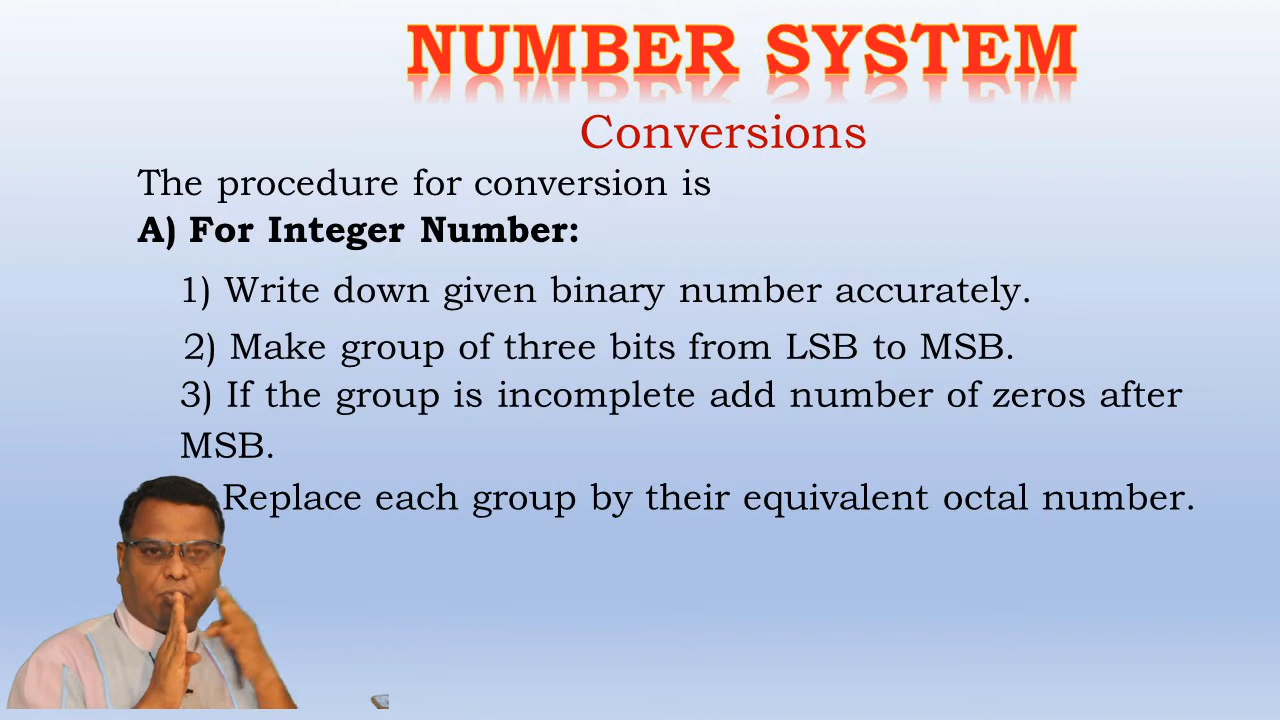 NUMBER SYSTEM
Conversions
The procedure for conversion is
A) For Integer Number:
1) Write down given binary number accurately.
2) Make group of three bits from LSB to MSB.
3) If the group is incomplete add number of zeros after
MSB.
Replace each group by their equivalent octal number.